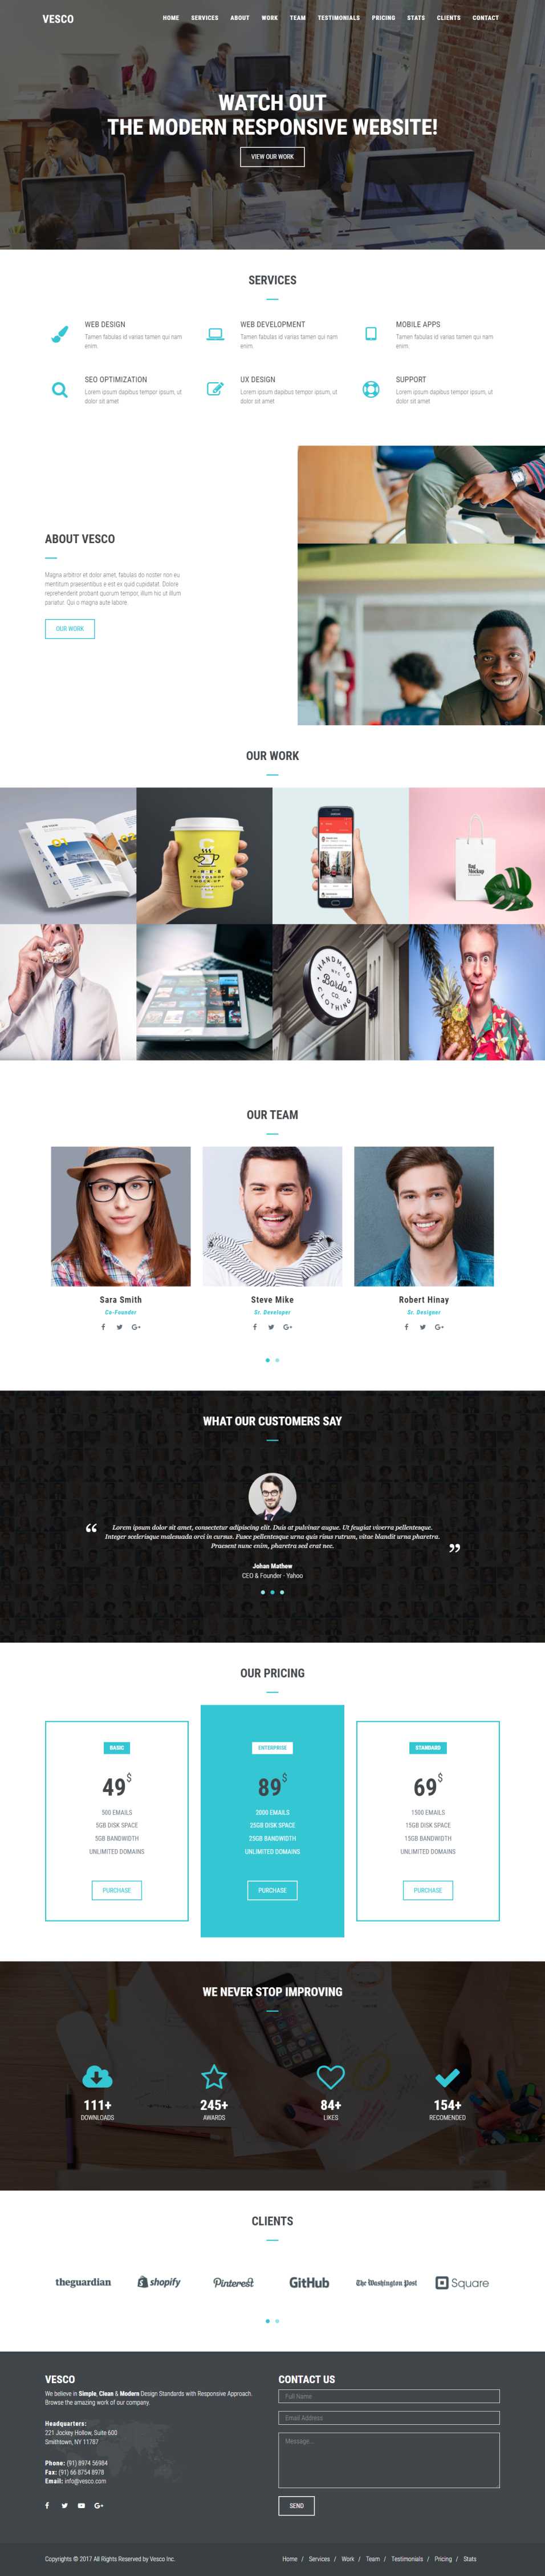 VESCO
HOME SERVICES ABOUT WORK TEAM TESTIMONIALS PRICING STATS CLIENTS CONTACT
WATCH OUT
THE MODERN RESPONSIVE WEBSITE!
VIEW OUR WORK
SERVICES
WEB DESIGN
Tamen fabulas id varias tamen qui nam
enim.
WEB DEVELOPMENT
Tamen fabulas id varias tamen qui nam
enim.
MOBILE APPS
Tamen fabulas id varias tamen qui nam
enim.
SEO OPTIMIZATION
Lorem ipsum dapibus tempor ipsum, ut
dolor sit amet
UX DESIGN
Lorem ipsum dapibus tempor ipsum, ut
dolor sit amet
SUPPORT
Lorem ipsum dapibus tempor ipsum, ut
dolor sit amet
ABOUT VESCO
Magna arbitror et dolor amet, fabulas do noster non eu
mentitum praesentibus e est ex quid cupidatat. Dolore
reprehenderit probant quorum tempor, illum hic ut illum
pariatur. Qui o magna aute labore.
OUR WORK
OUR WORK
01
02
FREE
Bag
Mockup
HANDMADE
NYC
Bordo
CO.
CLOTHING
OUR TEAM
Sara Smith
Co-Founder
Steve Mike
Sr. Developer
Robert Hinay
Sr. Designer
WHAT OUR CUSTOMERS SAY
“ Lorem ipsum dolor sit amet, consectetur adipiscing elit. Duis at pulvinar augue. Ut feugiat viverra pellentesque.
Integer scelerisque malesuada orci in cursus. Fusce pellentesque urna quis risus rutrum, vitae blandit urna pharetra.
Praesent nunc enim, pharetra sed erat nec. ”
Johan Mathew
CEO & Founder - Yahoo
OUR PRICING
BASIC
49$
500 EMAILS
5GB DISK SPACE
5GB BANDWIDTH
UNLIMITED DOMAINS
PURCHASE
ENTERPRISE
89$
2000 EMAILS
25GB DISK SPACE
25GB BANDWIDTH
UNLIMITED DOMAINS
PURCHASE
STANDARD
69$
1500 EMAILS
15GB DISK SPACE
15GB BANDWIDTH
UNLIMITED DOMAINS
PURCHASE
WE NEVER STOP IMPROVING
111+
DOWNLOADS
245+
AWARDS
84+
LIKES
154+
RECOMENDED
CLIENTS
theguardian shopify Pinterest GitHub The Washington Post Square
VESCO
We believe in Simple, Clean & Modern Design Standards with Responsive Approach.
Browse the amazing work of our company.
Headquarters:
221 Jockey Hollow, Suite 600
Smithtown, NY 11787
Phone: (91) 8974 56984
Fax: (91) 66 8754 8978
Email: info@vesco.com
CONTACT US
Full Name
Email Address
Message...
SEND
Copyrights © 2017 All Rights Reserved by Vesco Inc.
Home / Services / Work / Team / Testimonials / Pricing / Stats